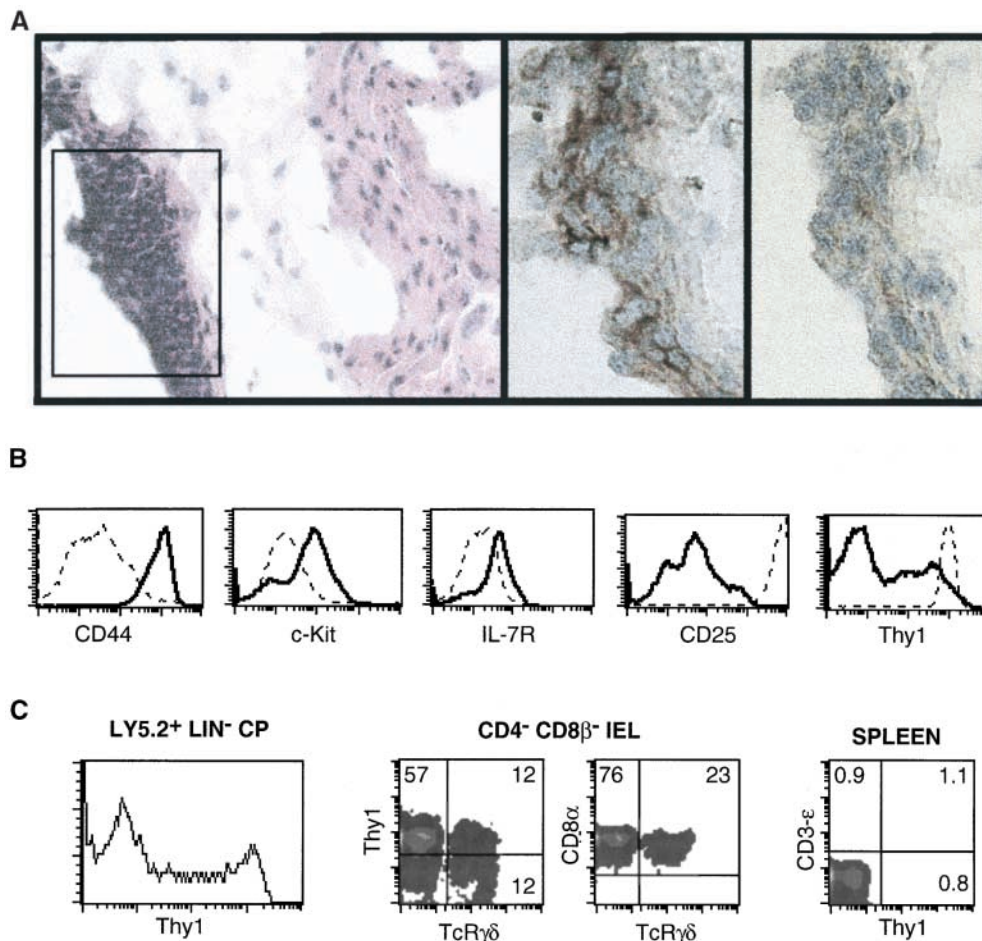 A
B
CD44
c-Kit
IL-7R
CD25
Thy1
C
LY5.2+ LIN- CP
CD4- CD8β- IEL
SPLEEN
57
12
12
76
23
0.9
1.1
0.8
Thy1
CD8α
CD3-ε
Thy1
TcRγδ
TcRγδ
Thy1